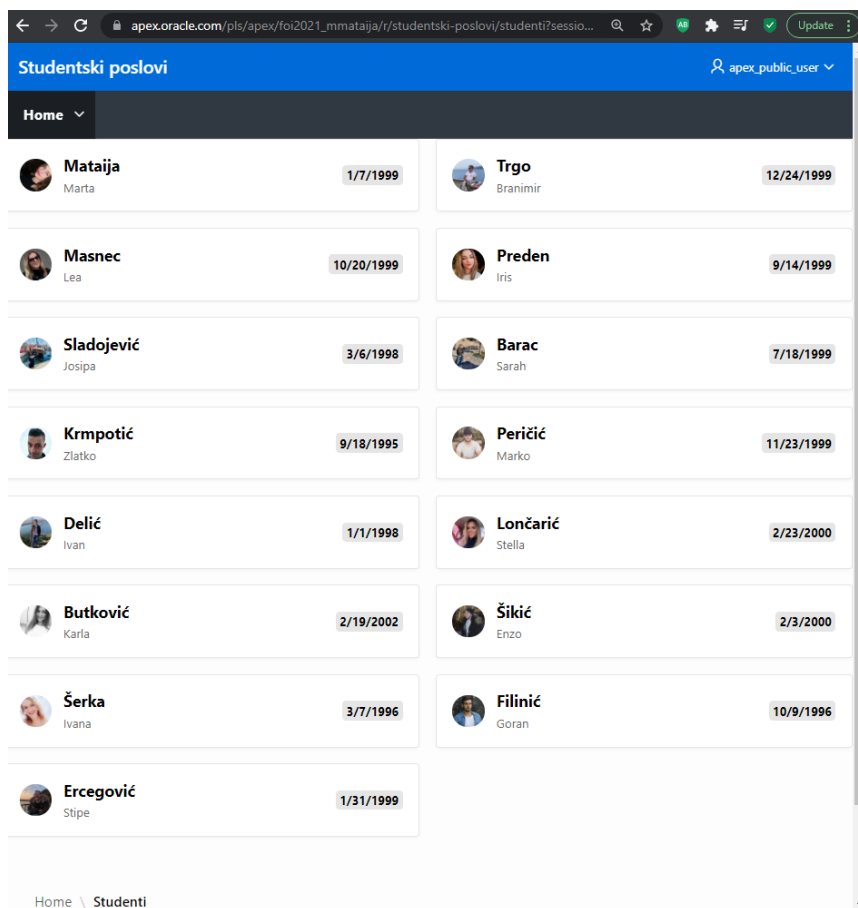 apex.oracle.com/pls/apex/foi2021_mmataija/r/studentski-poslovi/studenti?sessio...
AB
Update
Studentski poslovi
apex_public_user
Home
Mataija
Marta
1/7/1999
Trgo
Branimir
12/24/1999
Masnec
Lea
10/20/1999
Preden
Iris
9/14/1999
Sladojević
Josipa
3/6/1998
Barac
Sarah
7/18/1999
Krmpotić
Zlatko
9/18/1995
Peričić
Marko
11/23/1999
Delić
Ivan
1/1/1998
Lončarić
Stella
2/23/2000
Butković
Karla
2/19/2002
Šikić
Enzo
2/3/2000
Šerka
Ivana
3/7/1996
Filinić
Goran
10/9/1996
Ercegović
Stipe
1/31/1999
Home \ Studenti